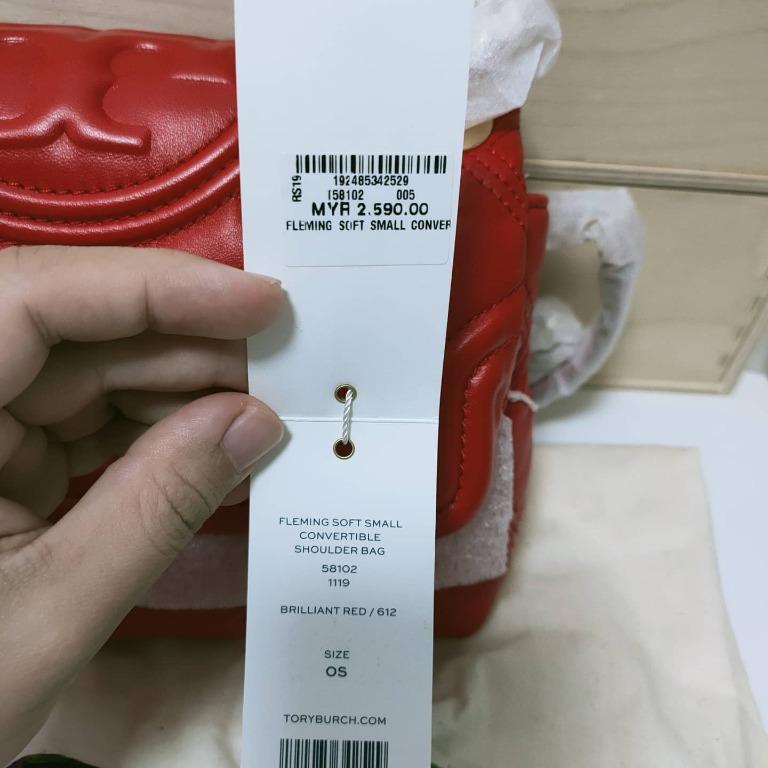 RS19
192485342529
158102 005
MYR 2.590.00
FLEMING SOFT SMALL CONVER
FLEMING SOFT SMALL
CONVERTIBLE
SHOULDER BAG
58102
1119
BRILLIANT RED / 612
SIZE
OS
TORYBURCH.COM